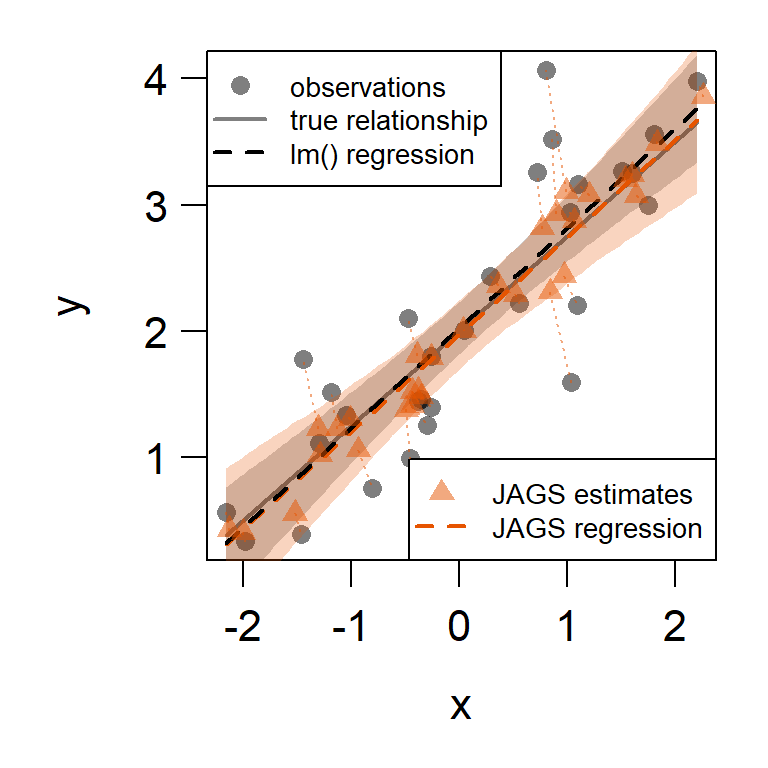 observations
true relationship
lm() regression
4
3
2
1
y
JAGS estimates
JAGS regression
-2 -1 0 1 2
x